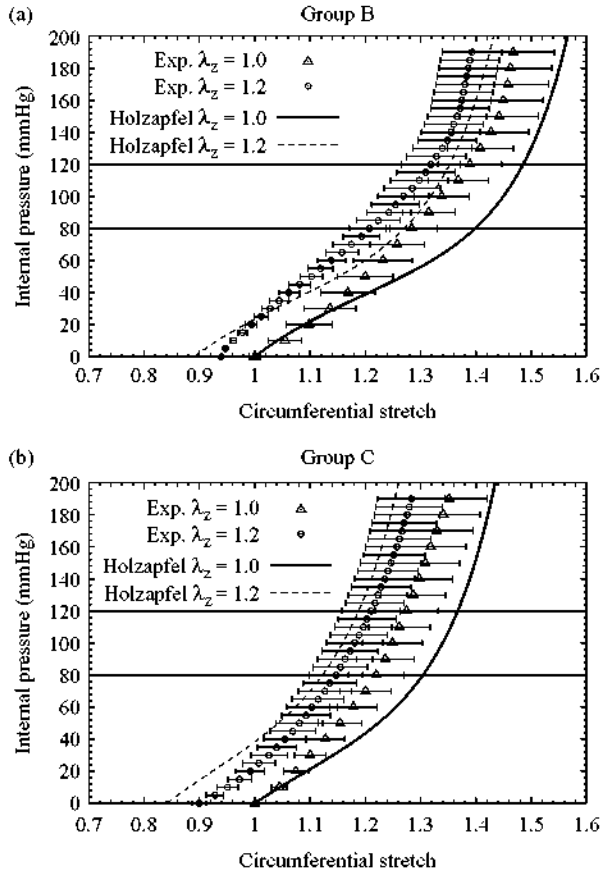 (a)
Group B
Internal pressure (mmHg)
200
180
160
140
120
100
80
60
40
20
0
Exp. λz = 1.0
Exp. λz = 1.2
Holzapfel λz = 1.0
Holzapfel λz = 1.2
0.7 0.8 0.9 1 1.1 1.2 1.3 1.4 1.5 1.6
Circumferential stretch
(b)
Group C
Internal pressure (mmHg)
200
180
160
140
120
100
80
60
40
20
0
Exp. λz = 1.0
Exp. λz = 1.2
Holzapfel λz = 1.0
Holzapfel λz = 1.2
0.7 0.8 0.9 1 1.1 1.2 1.3 1.4 1.5 1.6
Circumferential stretch